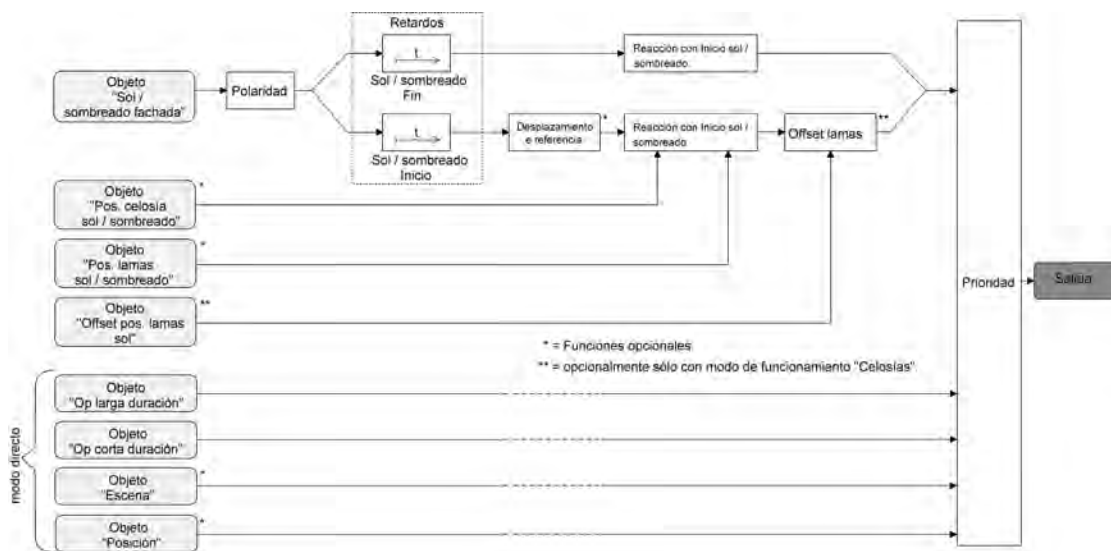 Retardos
t
Sol / sombreado
Fin
Reacción con Inicio sol /
sombreado.
Objeto
"Sol /
sombreado fachada"
Polaridad
t
Sol / sombreado
Inicio
Desplazamiento
e referencia
*
Reacción con Inicio sol /
sombreado
Offset lamas
**
Objeto
"Pos. celosía
sol / sombreado"
*
Objeto
"Pos. lamas
sol / sombreado"
*
Objeto
"Offset pos. lamas
sol"
**
Prioridad
Salida
* = Funciones opcionales
** = opcionalmente sólo con modo de funcionamiento "Celosías"
modo directo
Objeto
"Op larga duración"
Objeto
"Op corta duración"
Objeto
"Escena"
*
Objeto
"Posición"
*